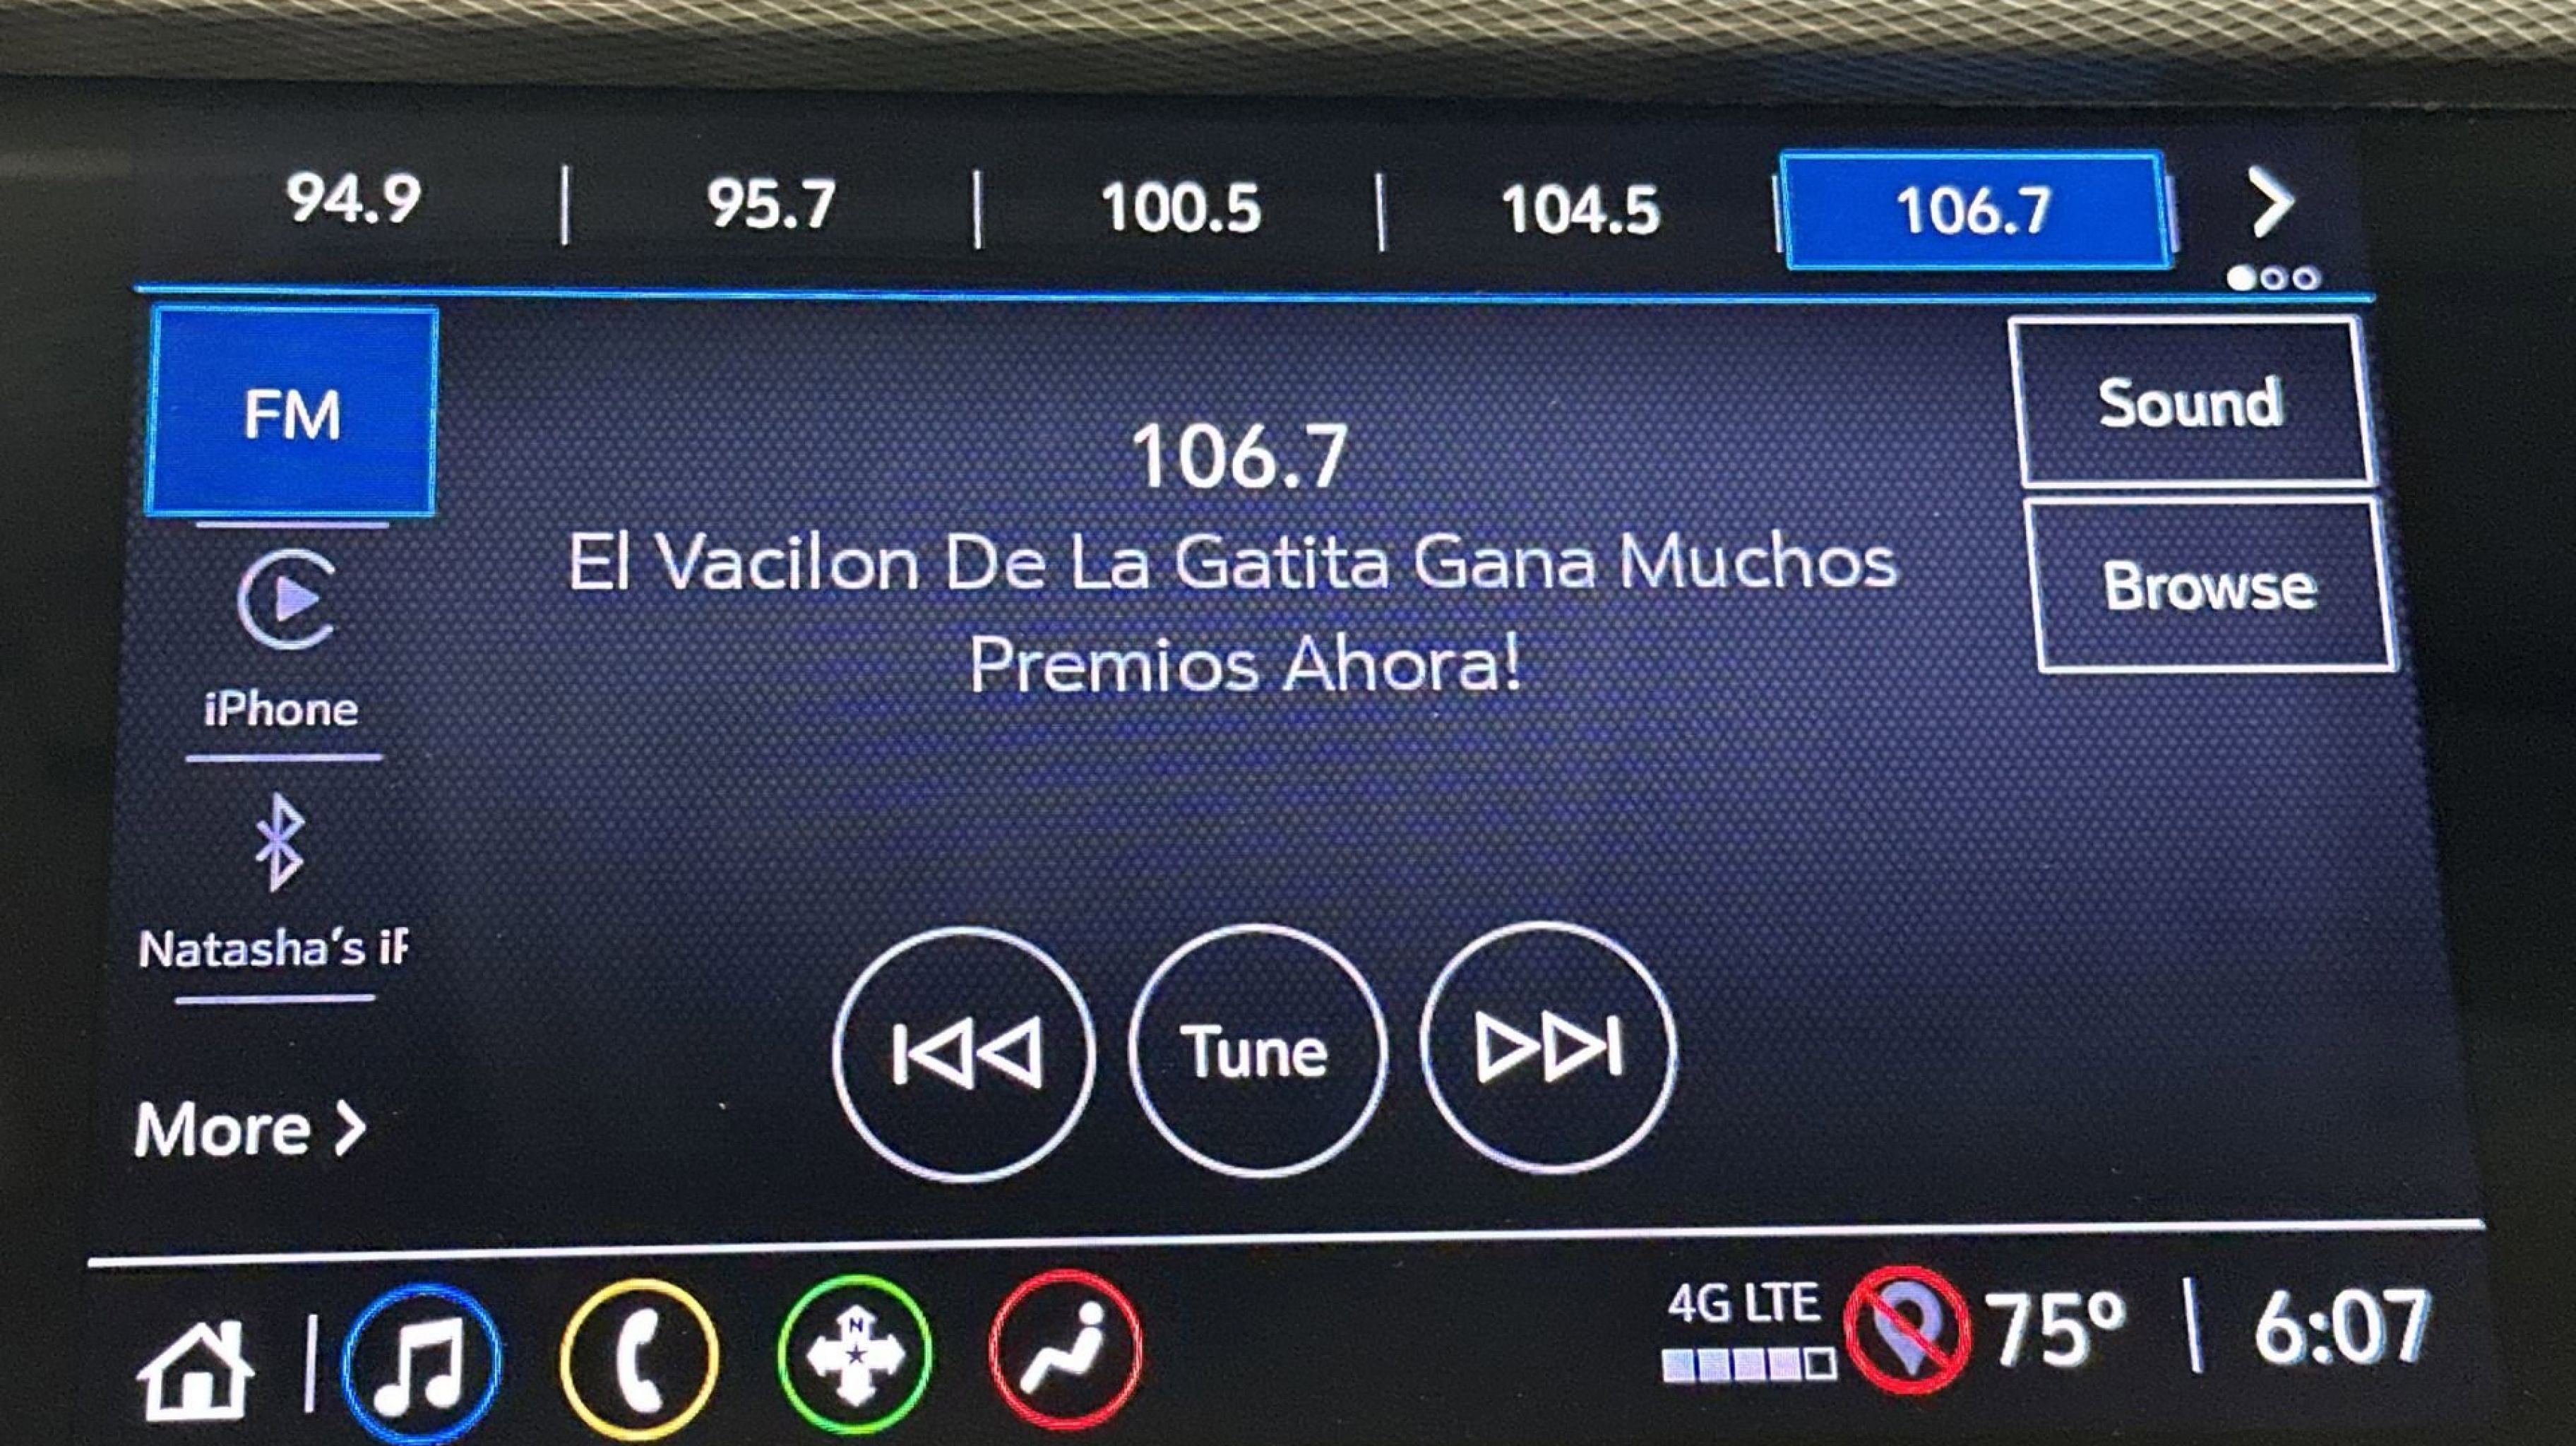 94.9 | 95.7 | 100.5 | 104.5 | 106.7
FM
Sound
106.7
El Vacilon De La Gatita Gana Muchos
Premios Ahora!
Browse
iPhone
Natasha's iP
Tune
More >
4G LTE
N
75° | 6:07